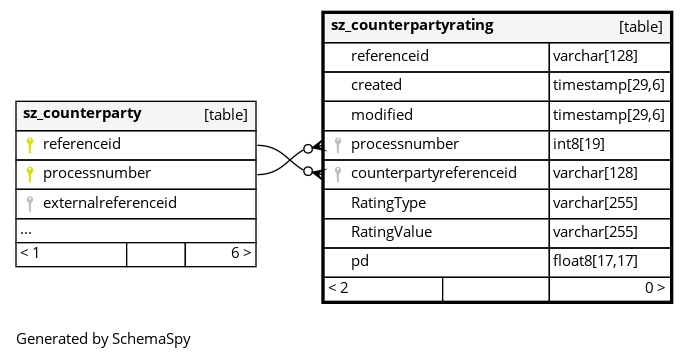 sz_counterparty [table]
referenceid
processnumber
externalreferenceid
...
< 1 6 >
sz_counterpartyrating [table]
referenceid varchar[128]
created timestamp[29,6]
modified timestamp[29,6]
processnumber int8[19]
counterpartyreferenceid varchar[128]
RatingType varchar[255]
RatingValue varchar[255]
pd float8[17,17]
< 2 0 >
Generated by SchemaSpy